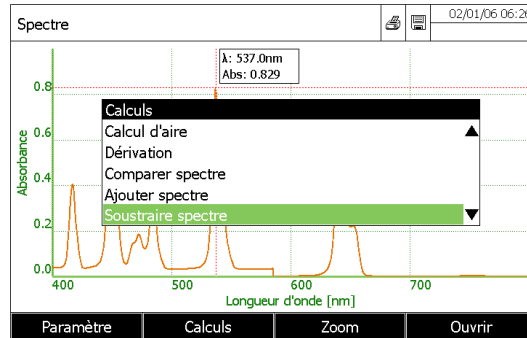 Spectre
02/01/06 06:26
λ: 537.0nm
Abs: 0.829
Calculs
Calcul d'aire
Dérivation
Comparer spectre
Ajouter spectre
Soustraire spectre
Absorbance
0.8
0.6
0.4
0.2
0.0
400 500 600 700
Longueur d'onde [nm]
Paramètre Calculs Zoom Ouvrir